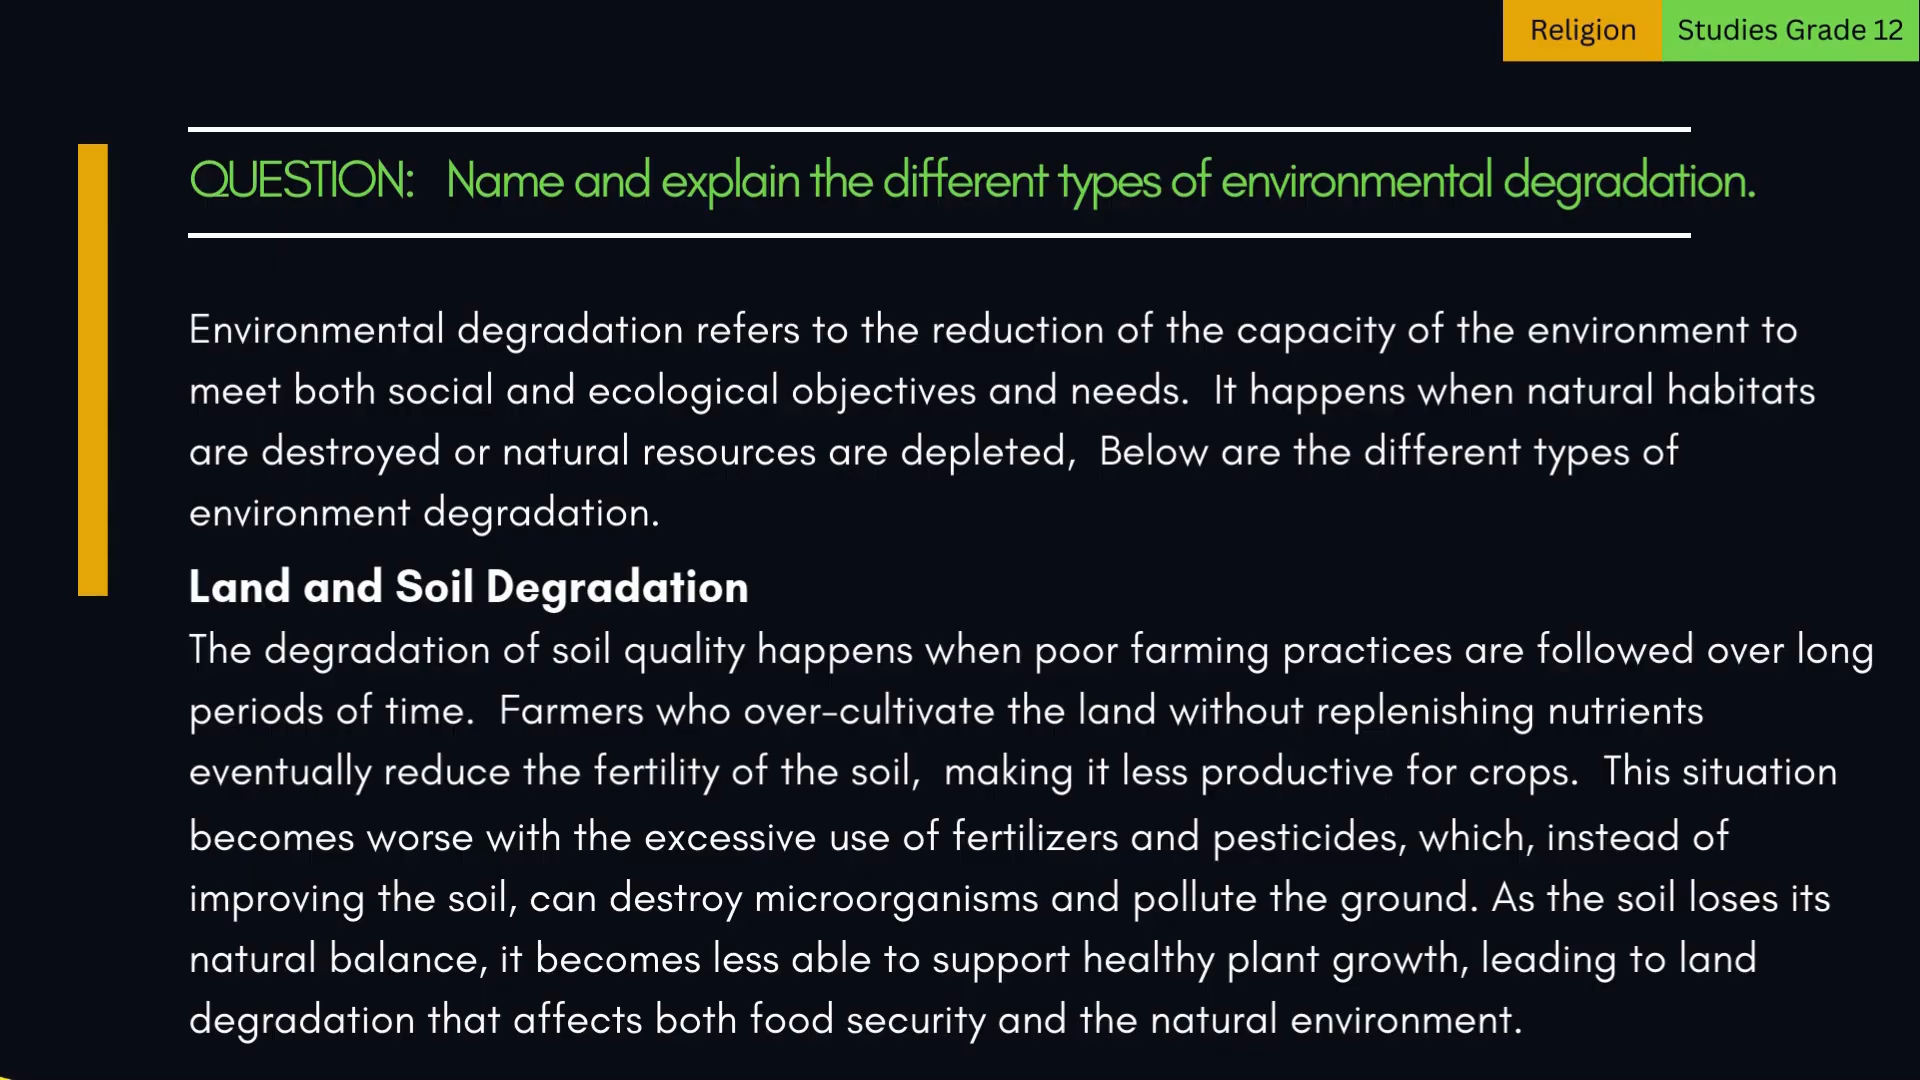 Religion Studies Grade 12
QUESTION: Name and explain the different types of environmental degradation.
Environmental degradation refers to the reduction of the capacity of the environment to
meet both social and ecological objectives and needs. It happens when natural habitats
are destroyed or natural resources are depleted, Below are the different types of
environment degradation.
Land and Soil Degradation
The degradation of soil quality happens when poor farming practices are followed over long
periods of time. Farmers who over-cultivate the land without replenishing nutrients
eventually reduce the fertility of the soil, making it less productive for crops. This situation
becomes worse with the excessive use of fertilizers and pesticides, which, instead of
improving the soil, can destroy microorganisms and pollute the ground. As the soil loses its
natural balance, it becomes less able to support healthy plant growth, leading to land
degradation that affects both food security and the natural environment.